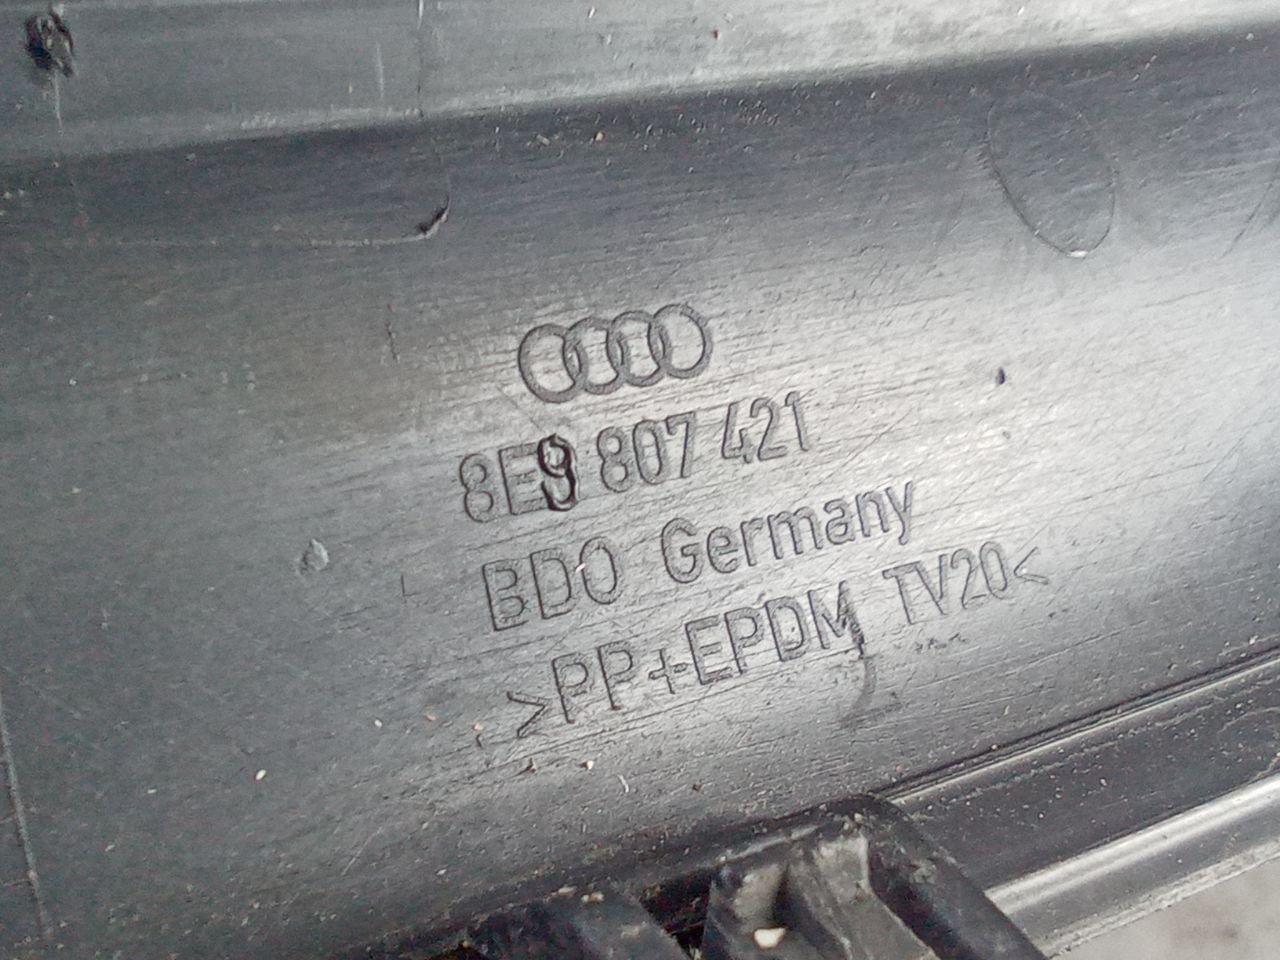 8E9 807 421
BDO Germany
>PP+EPDM TV20<